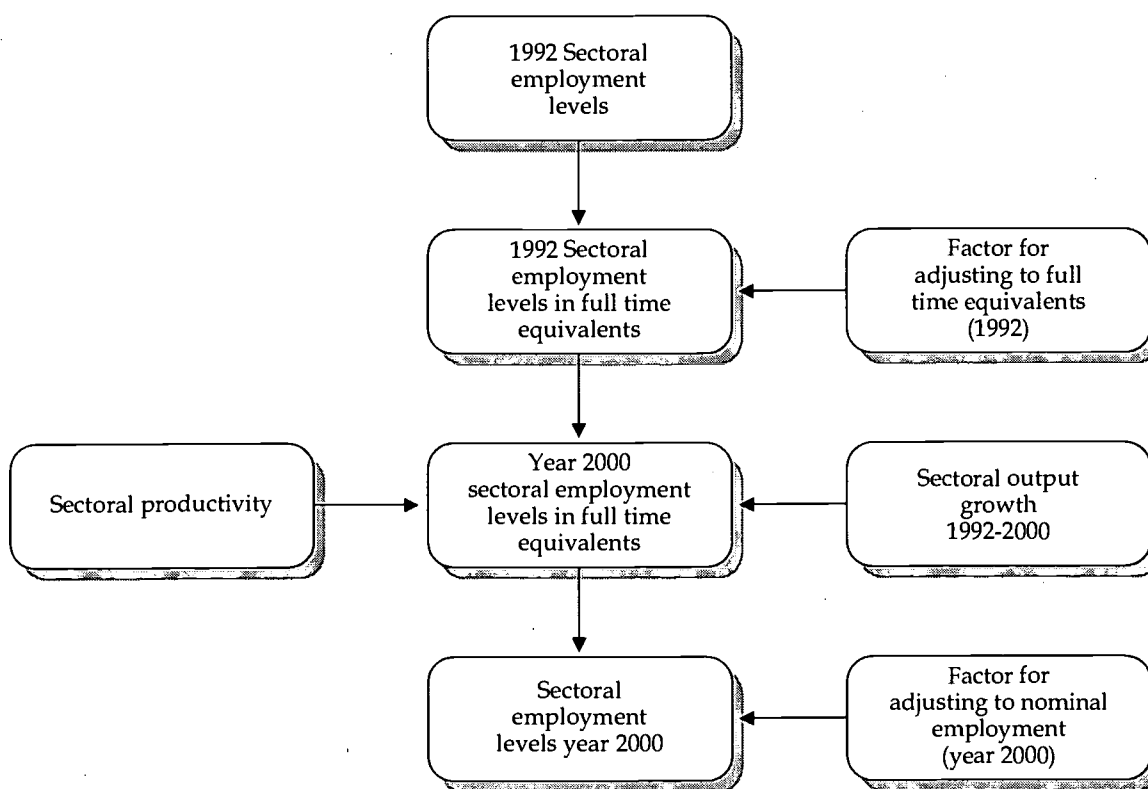 1992 Sectoral
employment
levels
1992 Sectoral
employment
levels in full time
equivalents
Factor for
adjusting to full
time equivalents
(1992)
Sectoral productivity
Year 2000
sectoral employment
levels in full time
equivalents
Sectoral output
growth
1992-2000
Sectoral
employment
levels year 2000
Factor for
adjusting to nominal
employment
(year 2000)